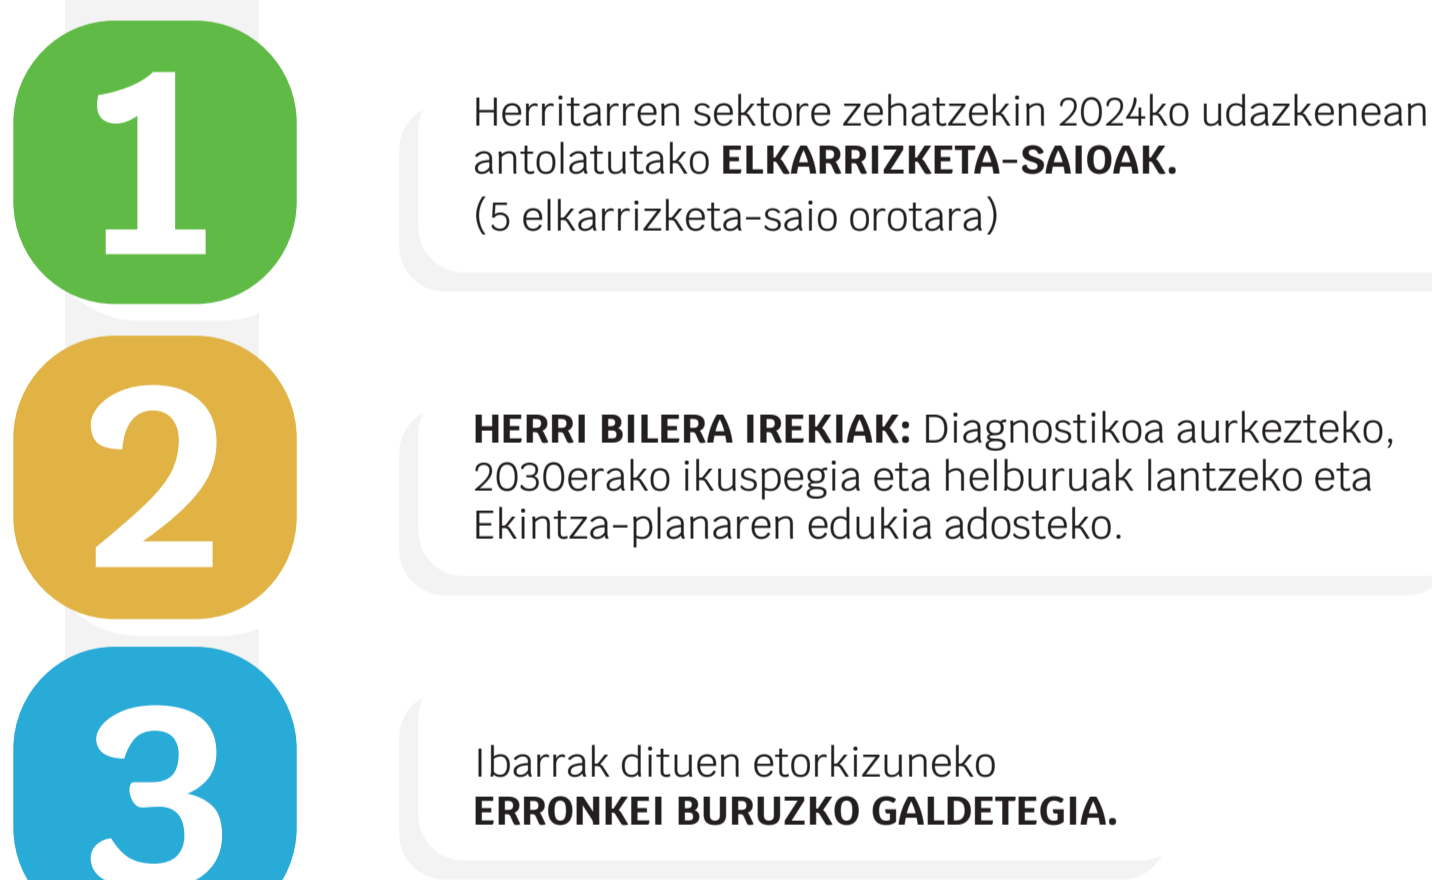 1
Herritarren sektore zehatzekin 2024ko udazkenean
antolatutako ELKARRIZKETA-SAIOAK.
(5 elkarrizketa-saio orotara)
2
HERRI BILERA IREKIAK: Diagnostikoa aurkezteko,
2030erako ikuspegia eta helburuak lantzeko eta
Ekintza-planaren edukia adosteko.
3
Ibarrak dituen etorkizuneko
ERRONKEI BURUZKO GALDETEGIA.